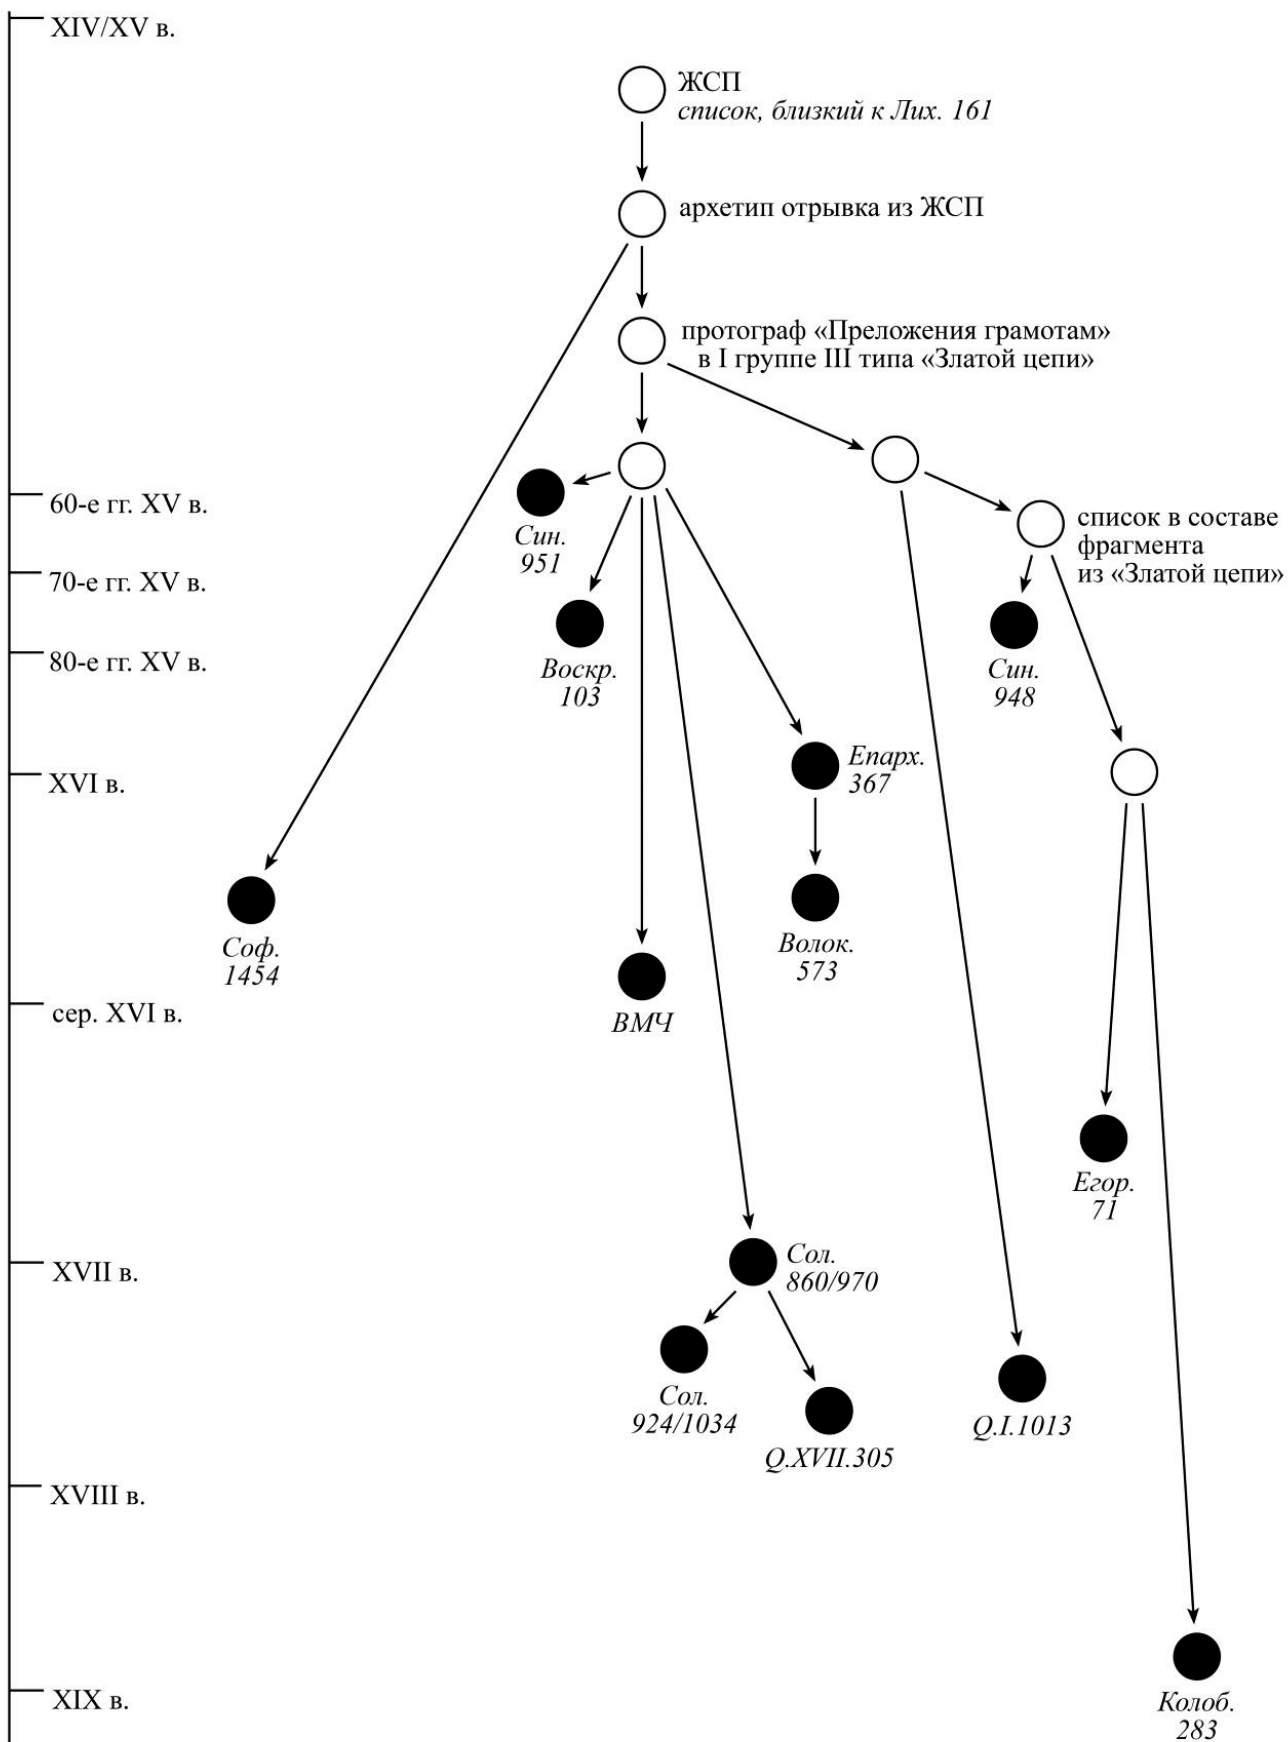 XIV/XV в.
ЖСП
список, близкий к Лих. 161
архетип отрывка из ЖСП
протограф «Преложения грамотам»
в I группе III типа «Златой цепи»
60-е гг. XV в.
Син.
951
список в составе
фрагмента
из «Златой цепи»
70-е гг. XV в.
80-е гг. XV в.
Воскр.
103
Син.
948
XVI в.
Епарх.
367
Соф.
1454
Волок.
573
сер. XVI в.
ВМЧ
Егор.
71
XVII в.
Сол.
860/970
Сол.
924/1034
Q.XVII.305
Q.I.1013
XVIII в.
XIX в.
Колоб.
283